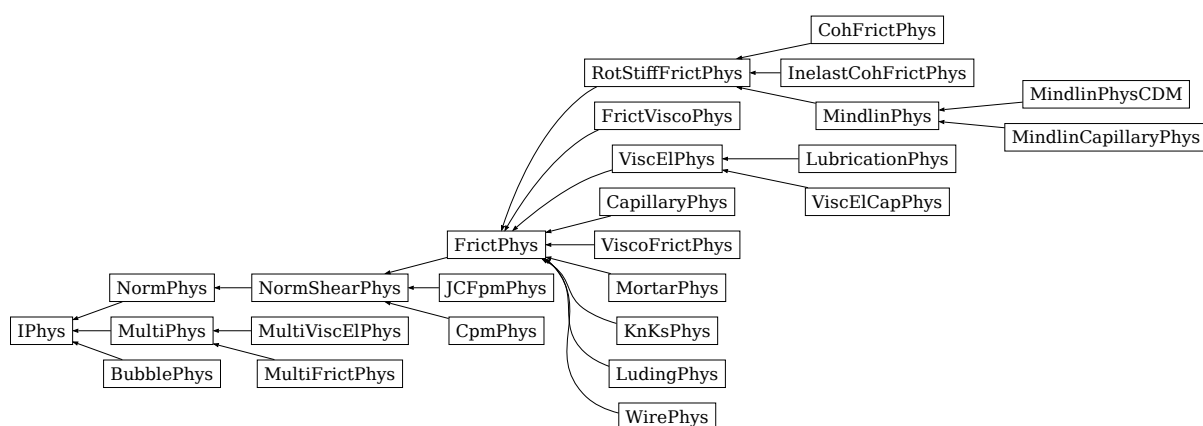 CohFrictPhys
RotStiffFrictPhys InelastCohFrictPhys
MindlinPhysCDM
FrictViscoPhys MindlinPhys
MindlinCapillaryPhys
ViscElPhys LubricationPhys
CapillaryPhys ViscElCapPhys
FrictPhys ViscoFrictPhys
NormPhys NormShearPhys JCFpmPhys MortarPhys
IPhys MultiPhys MultiViscElPhys CpmPhys KnKsPhys
BubblePhys MultiFrictPhys LudingPhys
WirePhys